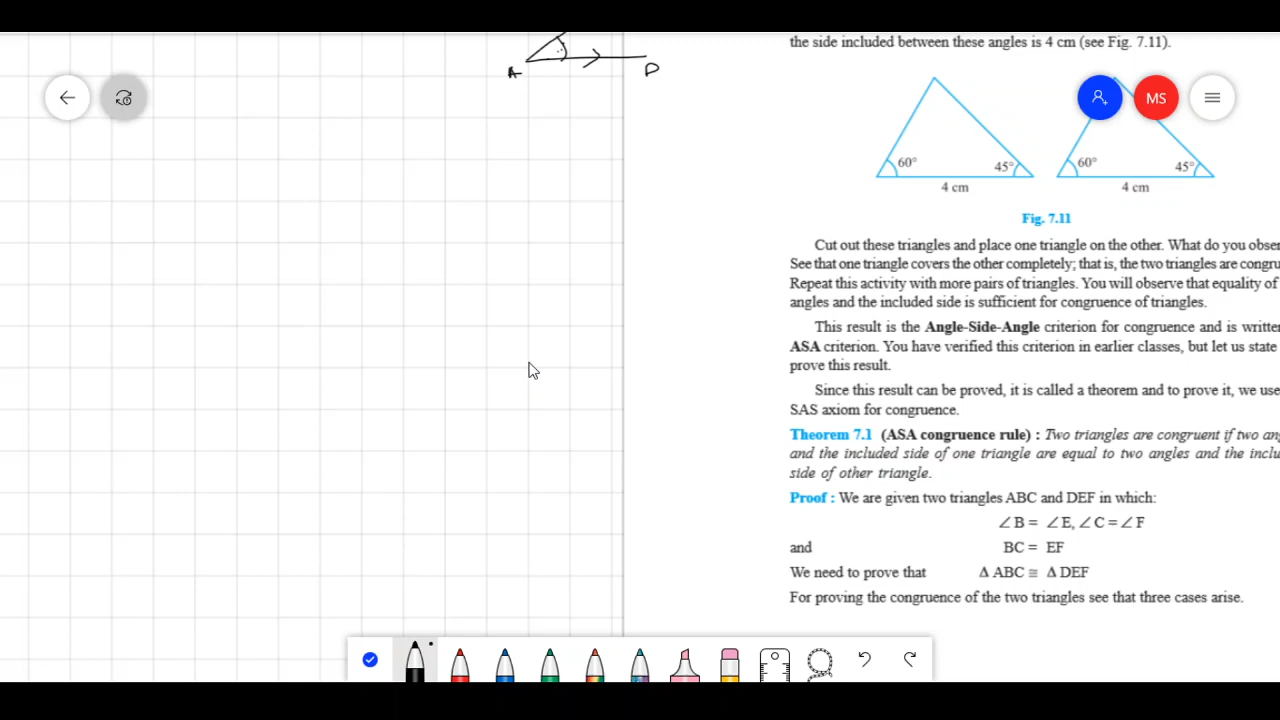 A
D
the side included between these angles is 4 cm (see Fig. 7.11).
MS
60°
45°
4 cm
60°
45°
4 cm
Fig. 7.11
Cut out these triangles and place one triangle on the other. What do you obser
See that one triangle covers the other completely; that is, the two triangles are congru
Repeat this activity with more pairs of triangles. You will observe that equality of
angles and the included side is sufficient for congruence of triangles.
This result is the Angle-Side-Angle criterion for congruence and is written
ASA criterion. You have verified this criterion in earlier classes, but let us state
prove this result.
Since this result can be proved, it is called a theorem and to prove it, we use
SAS axiom for congruence.
Theorem 7.1 (ASA congruence rule) : Two triangles are congruent if two an
and the included side of one triangle are equal to two angles and the inclu
side of other triangle.
Proof : We are given two triangles ABC and DEF in which:
∠B = ∠E, ∠C = ∠F
and BC = EF
We need to prove that Δ ABC ≅ Δ DEF
For proving the congruence of the two triangles see that three cases arise.